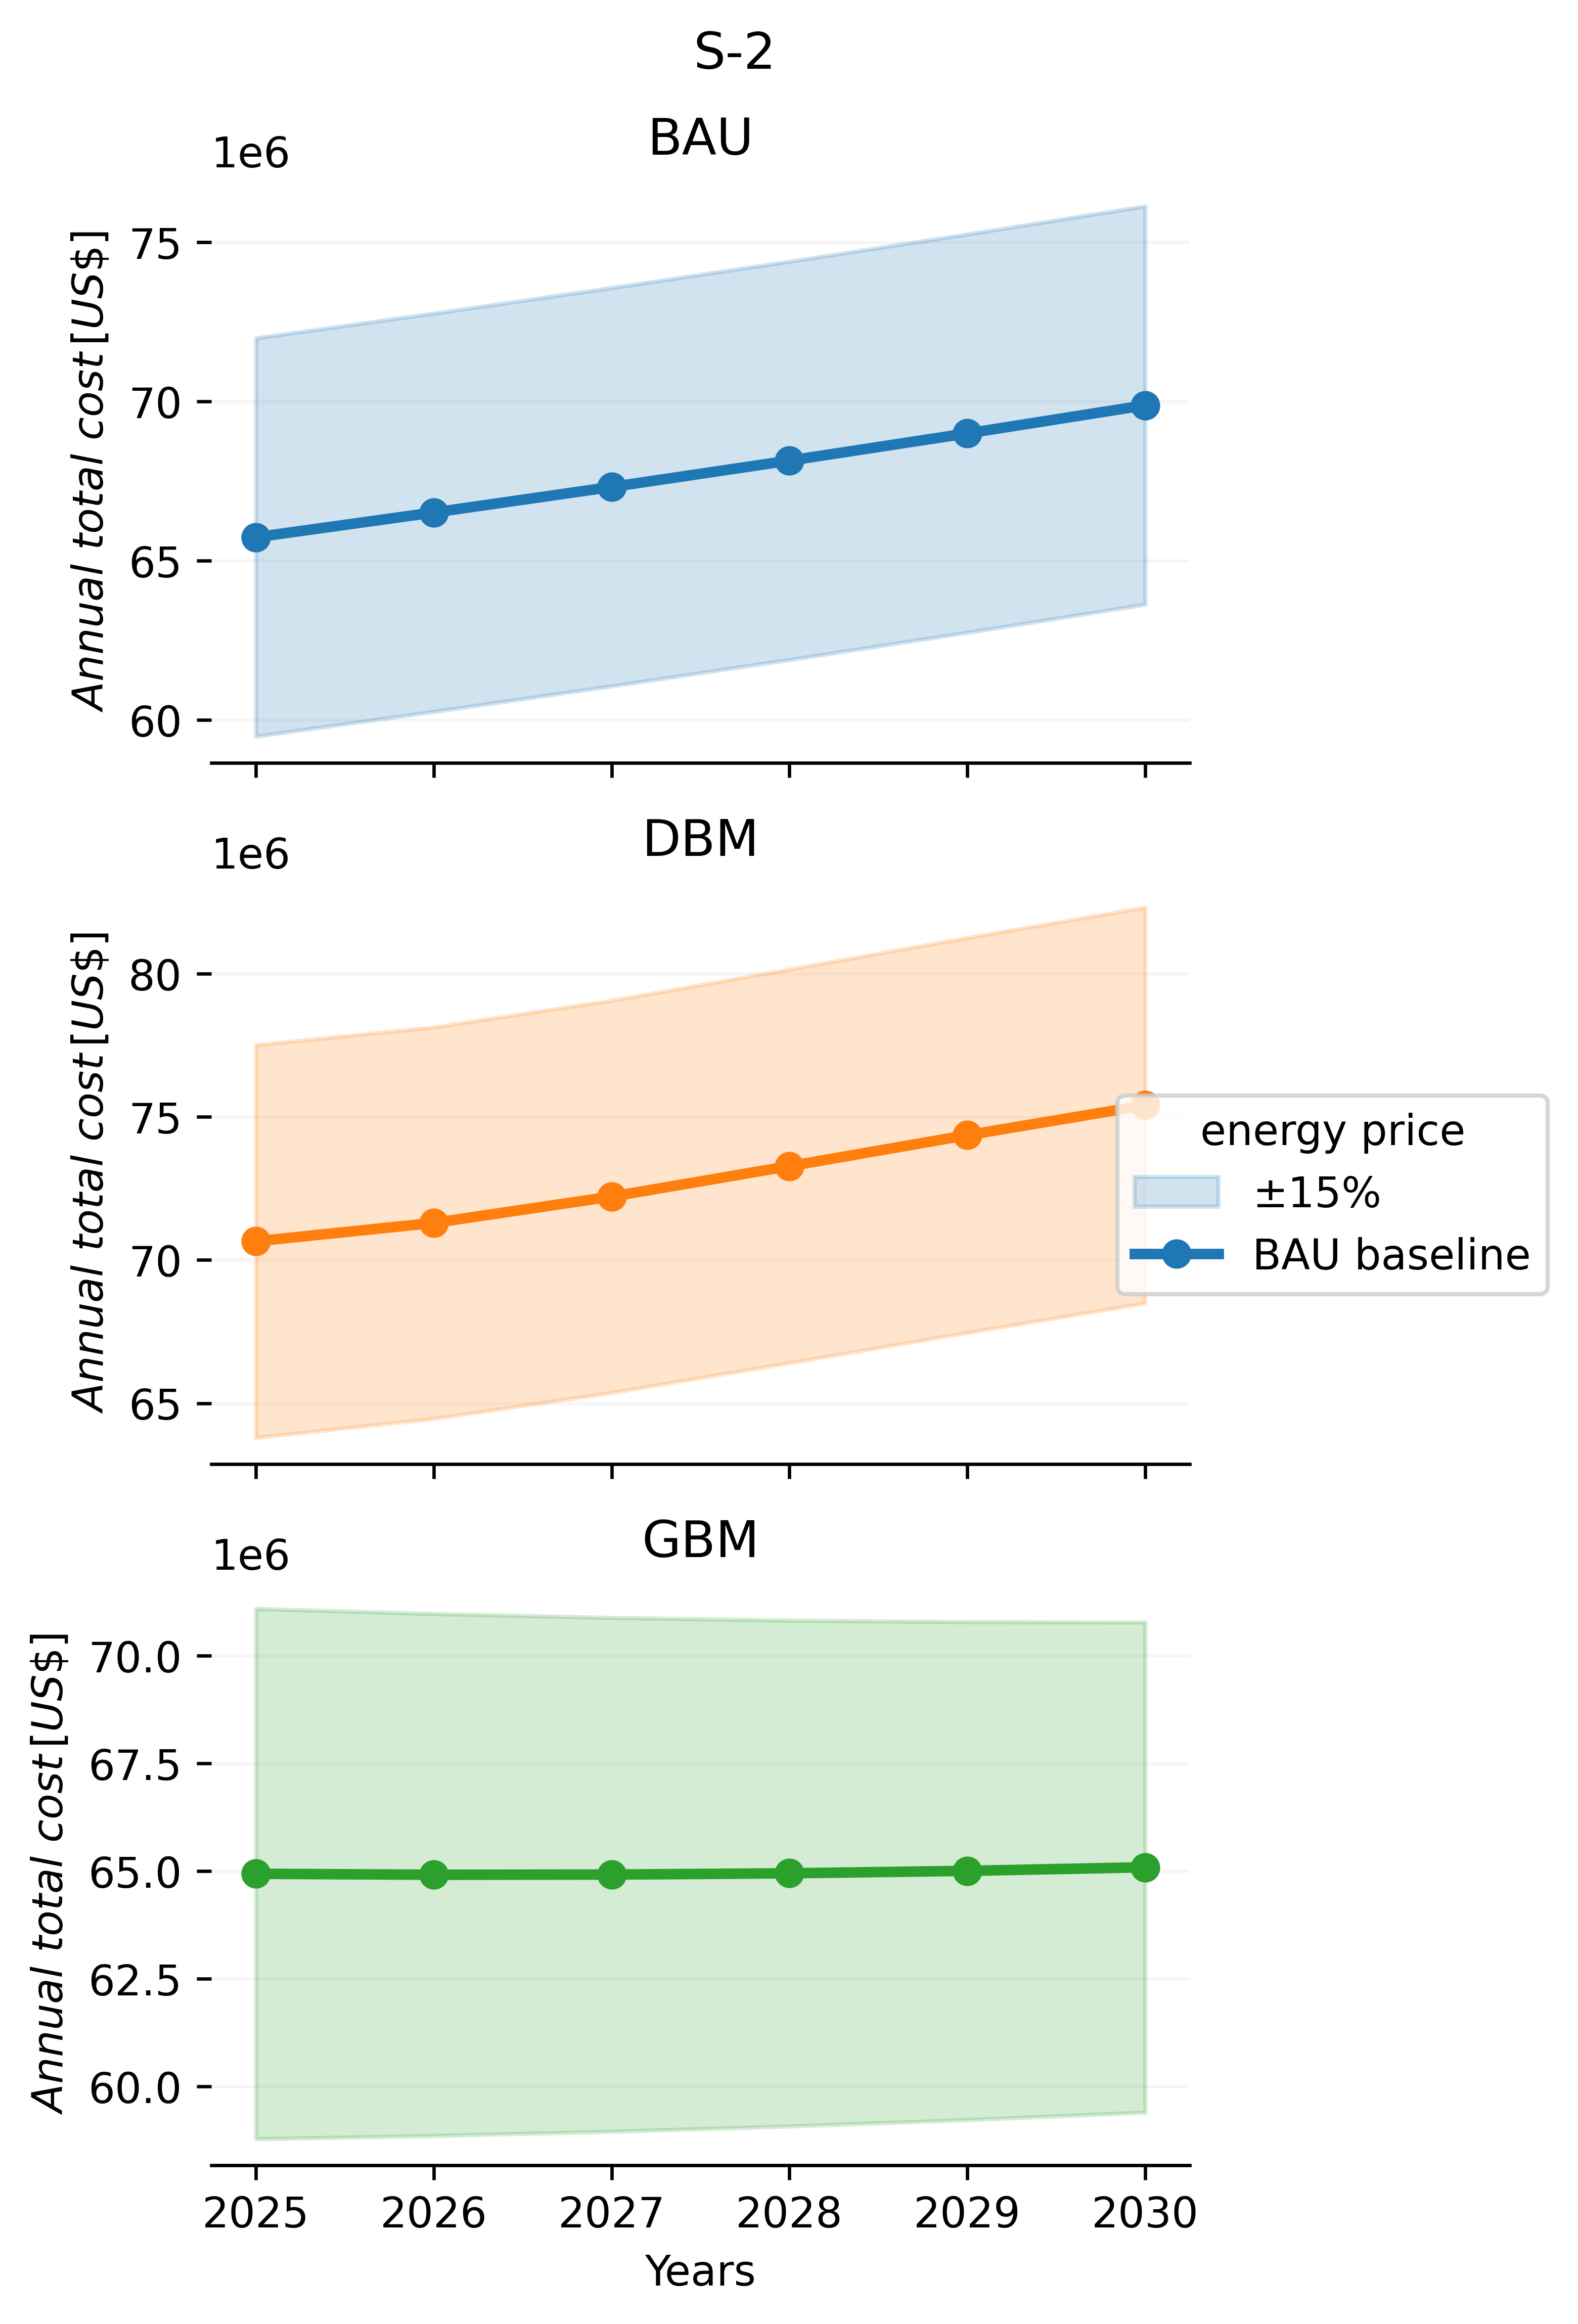 S-2
BAU
1e6
Annual total cost [US$]
75
70
65
60
DBM
1e6
Annual total cost [US$]
80
75
70
65
energy price
±15%
BAU baseline
GBM
1e6
Annual total cost [US$]
70.0
67.5
65.0
62.5
60.0
2025 2026 2027 2028 2029 2030
Years